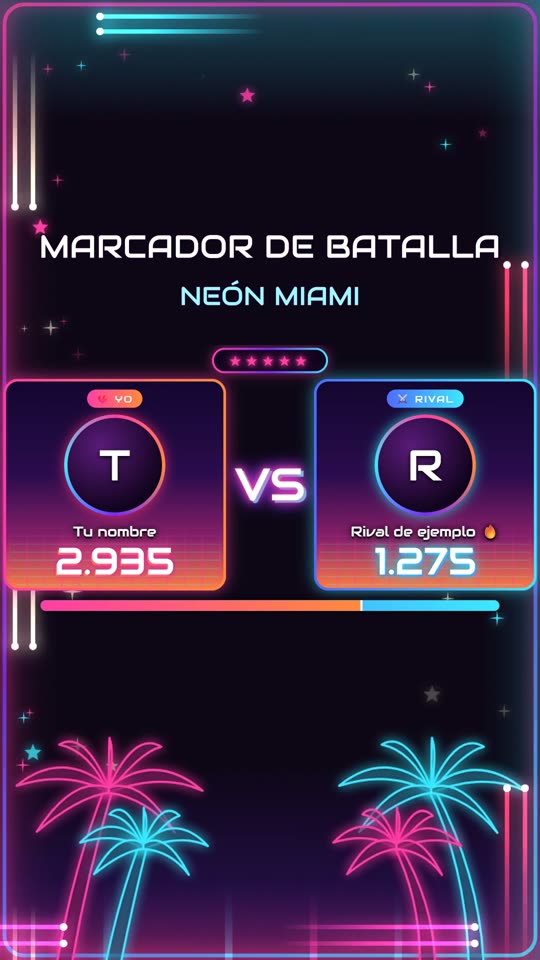 MARCADOR DE BATALLA
NEÓN MIAMI
YO
RIVAL
T
R
VS
Tu nombre
Rival de ejemplo 🔥
2.935
1.275